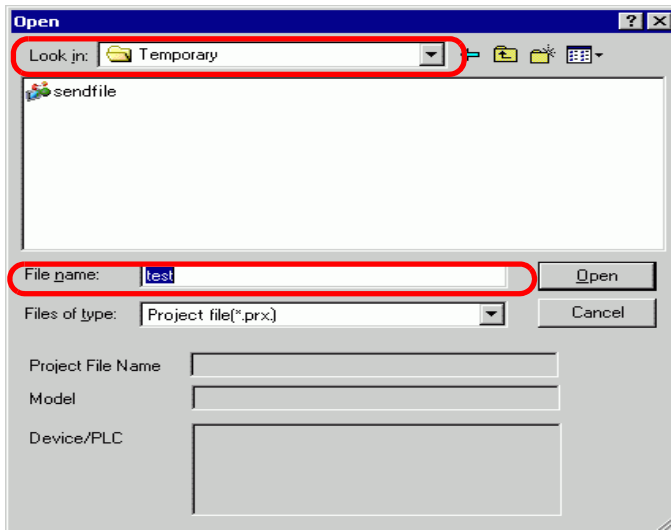 Open
Look in: Temporary
sendfile
File name: test
Open
Files of type: Project file(*.prx)
Cancel
Project File Name
Model
Device/PLC